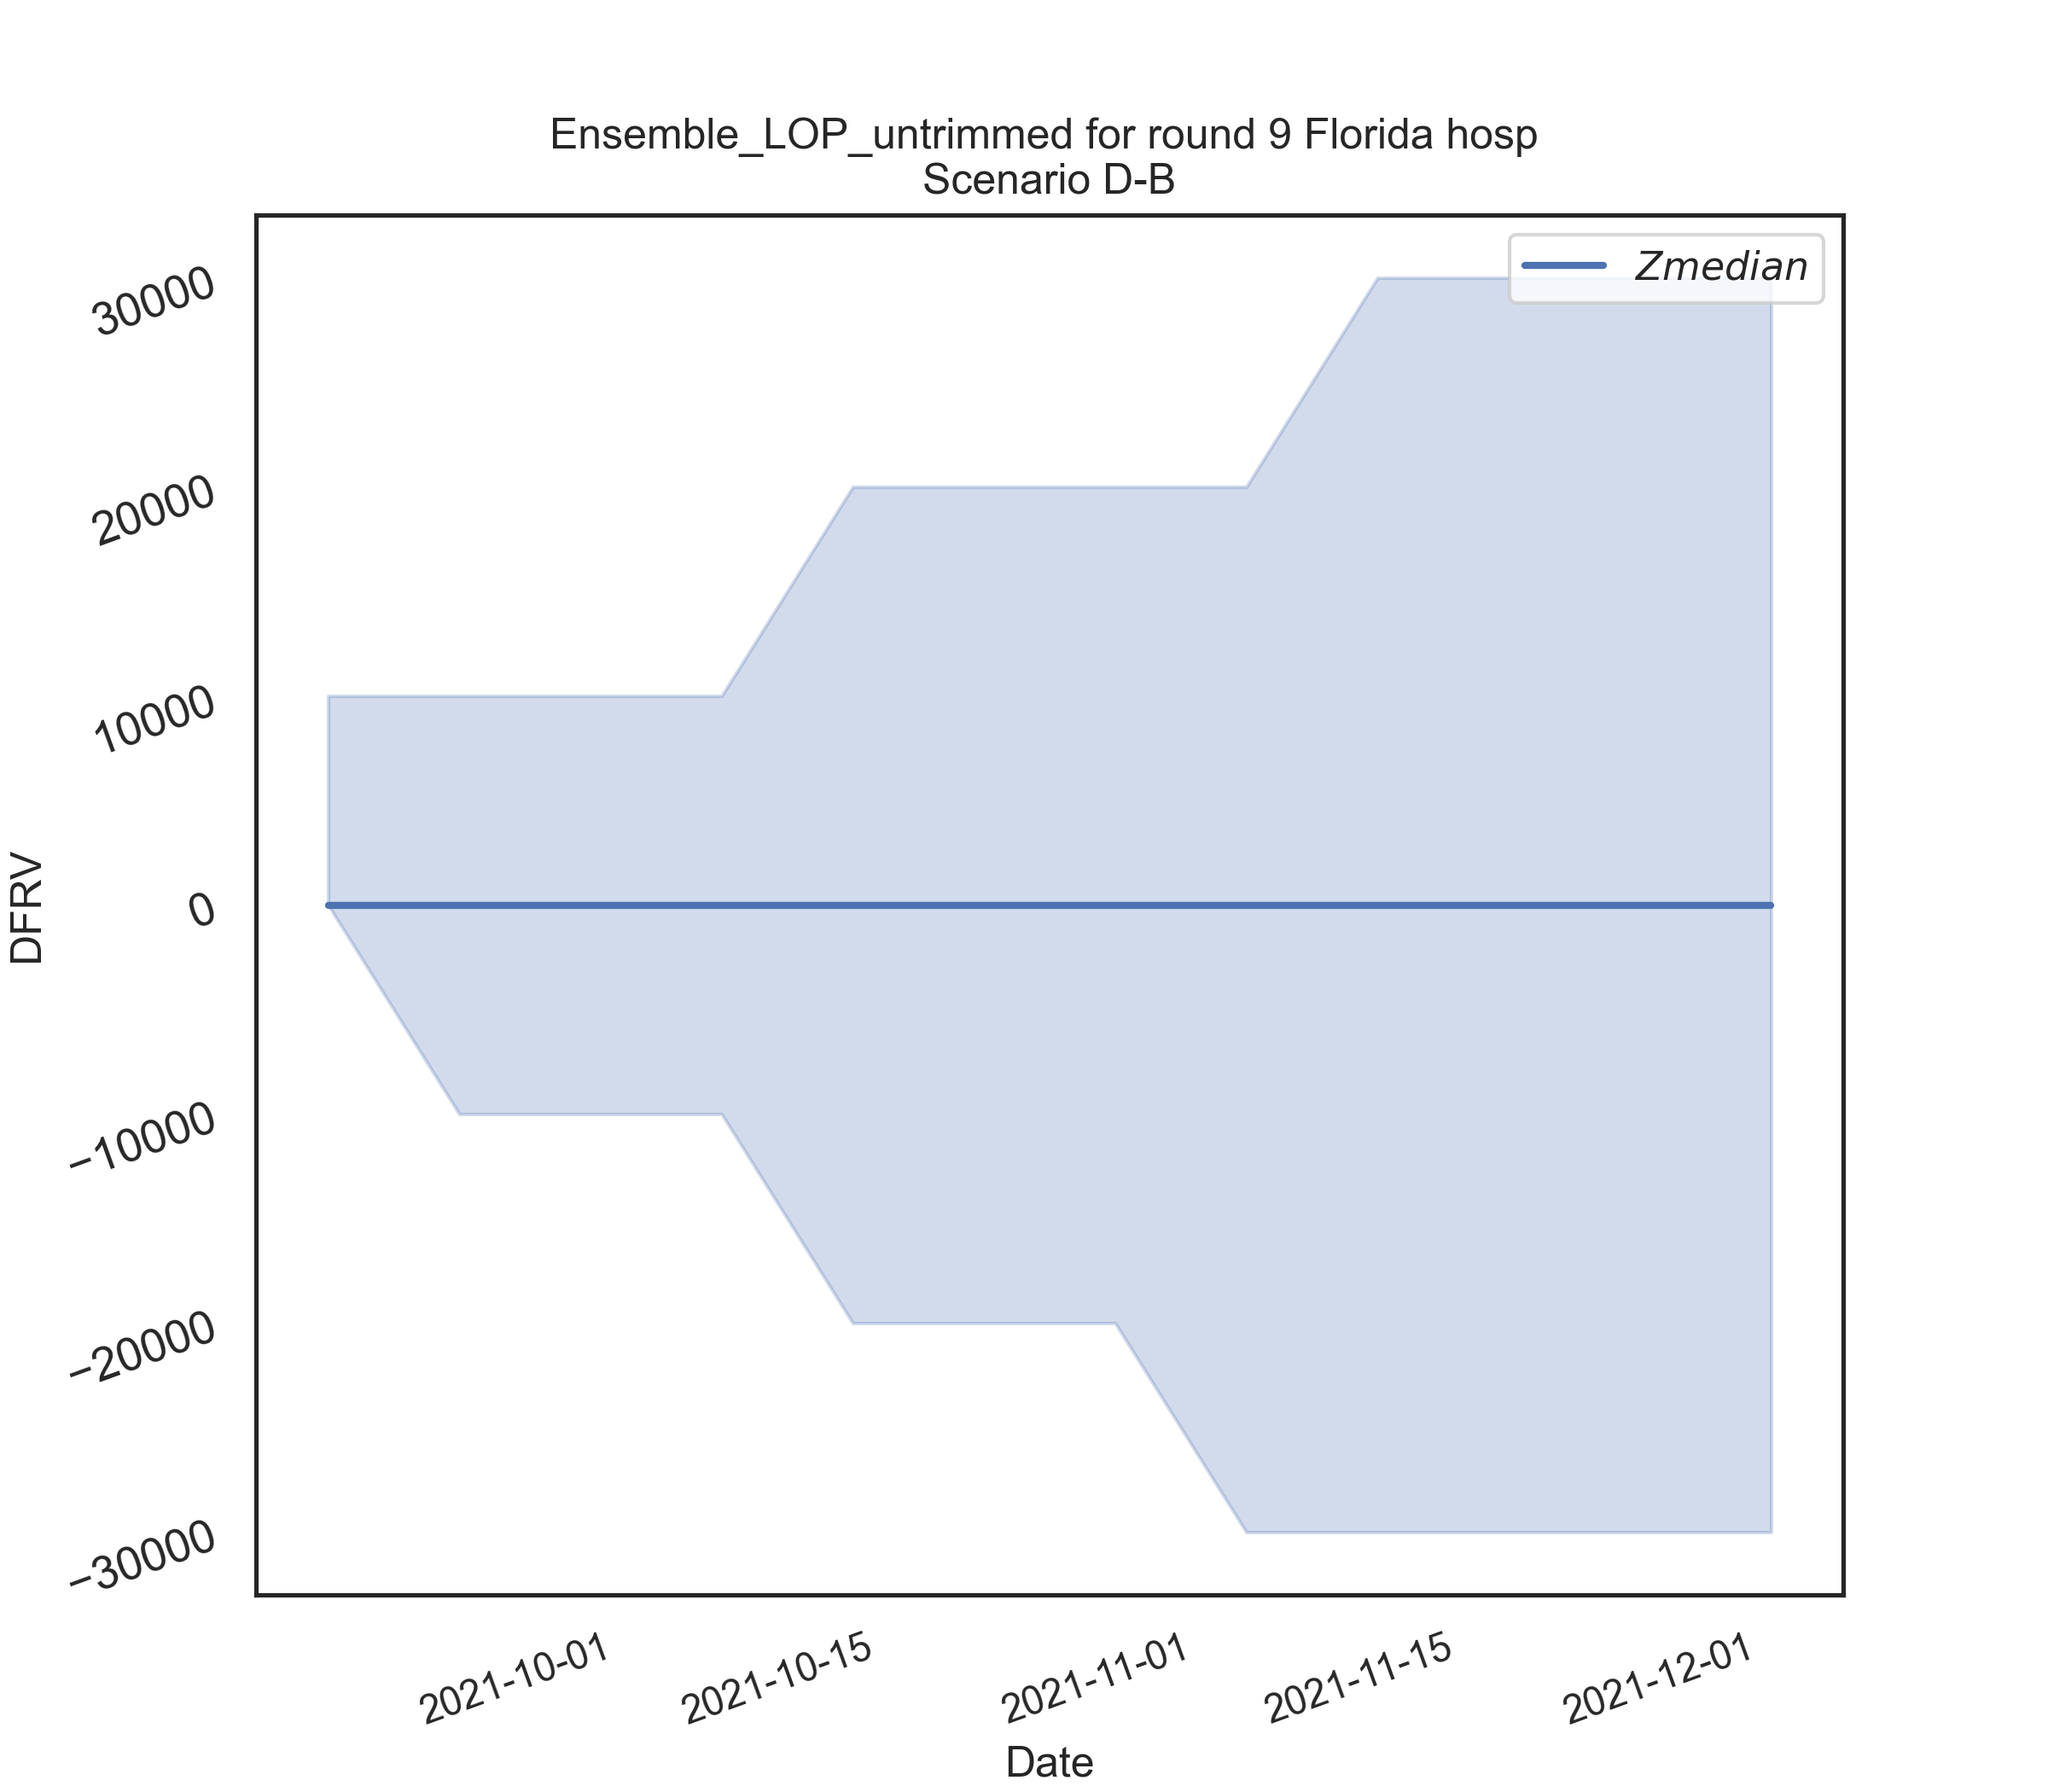 Ensemble_LOP_untrimmed for round 9 Florida hosp
Scenario D-B
Zmedian
30000
20000
10000
0
−10000
−20000
−30000
DFRV
2021-10-01
2021-10-15
2021-11-01
2021-11-15
2021-12-01
Date